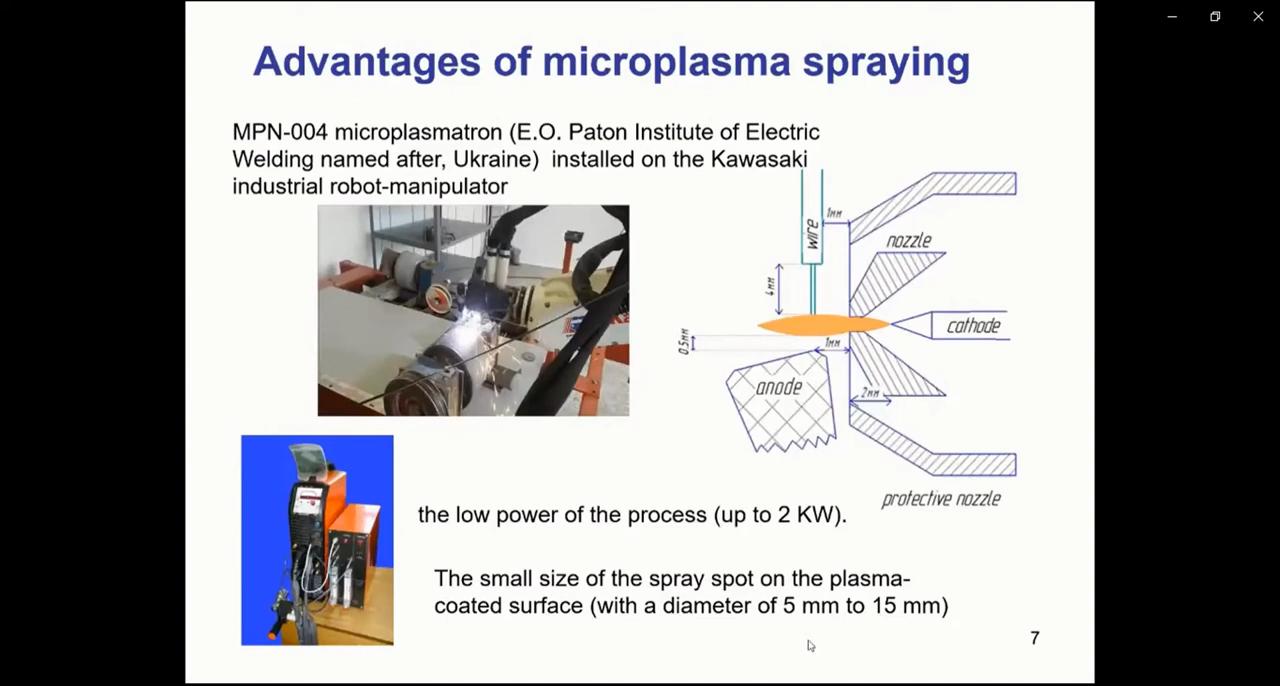 Advantages of microplasma spraying
MPN-004 microplasmatron (E.O. Paton Institute of Electric
Welding named after, Ukraine)  installed on the Kawasaki
industrial robot-manipulator
wire
1мм
nozzle
4мм
cathode
0.5мм
1мм
anode
2мм
protective nozzle
the low power of the process (up to 2 KW).
The small size of the spray spot on the plasma-
coated surface (with a diameter of 5 mm to 15 mm)
7